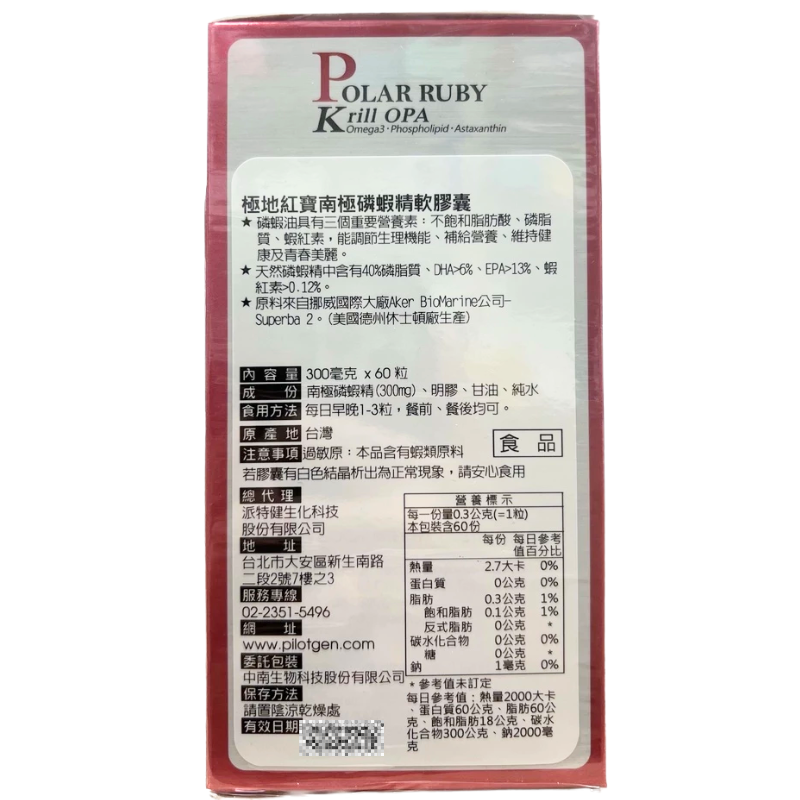 POLAR RUBY
Krill OPA
Omega3·Phospholipid·Astaxanthin
極地紅寶南極磷蝦精軟膠囊
★ 磷蝦油具有三個重要營養素：不飽和脂肪酸、磷脂
質、蝦紅素，能調節生理機能、補給營養、維持健
康及青春美麗。
★ 天然磷蝦精中含有40%磷脂質、DHA>6%、EPA>13%、蝦
紅素>0.12%。
★ 原料來自挪威國際大廠Aker BioMarine公司-
Superba 2。(美國德州休士頓廠生產)
內容量 300毫克 x 60 粒
成份 南極磷蝦精(300mg)、明膠、甘油、純水
食用方法 每日早晚1-3粒，餐前、餐後均可。
原產地 台灣
食品
注意事項 過敏原：本品含有蝦類原料
若膠囊有白色結晶析出為正常現象，請安心食用
總代理
派特健生化科技
股份有限公司
地址
台北市大安區新生南路
二段2號7樓之3
服務專線
02-2351-5496
網址
www.pilotgen.com
委託包裝
中南生物科技股份有限公司
保存方法
請置陰涼乾燥處
有效日期
營養標示
每一份量0.3公克(=1粒)
本包裝含60份
每份 每日參考
值百分比
熱量 2.7大卡 0%
蛋白質 0公克 0%
脂肪 0.3公克 1%
飽和脂肪 0.1公克 1%
反式脂肪 0公克 *
碳水化合物 0公克 0%
糖 0公克 *
鈉 1毫克 0%
* 參考值未訂定
每日參考值：熱量2000大卡
、蛋白質60公克、脂肪60公
克、飽和脂肪18公克、碳水
化合物300公克、鈉2000毫
克